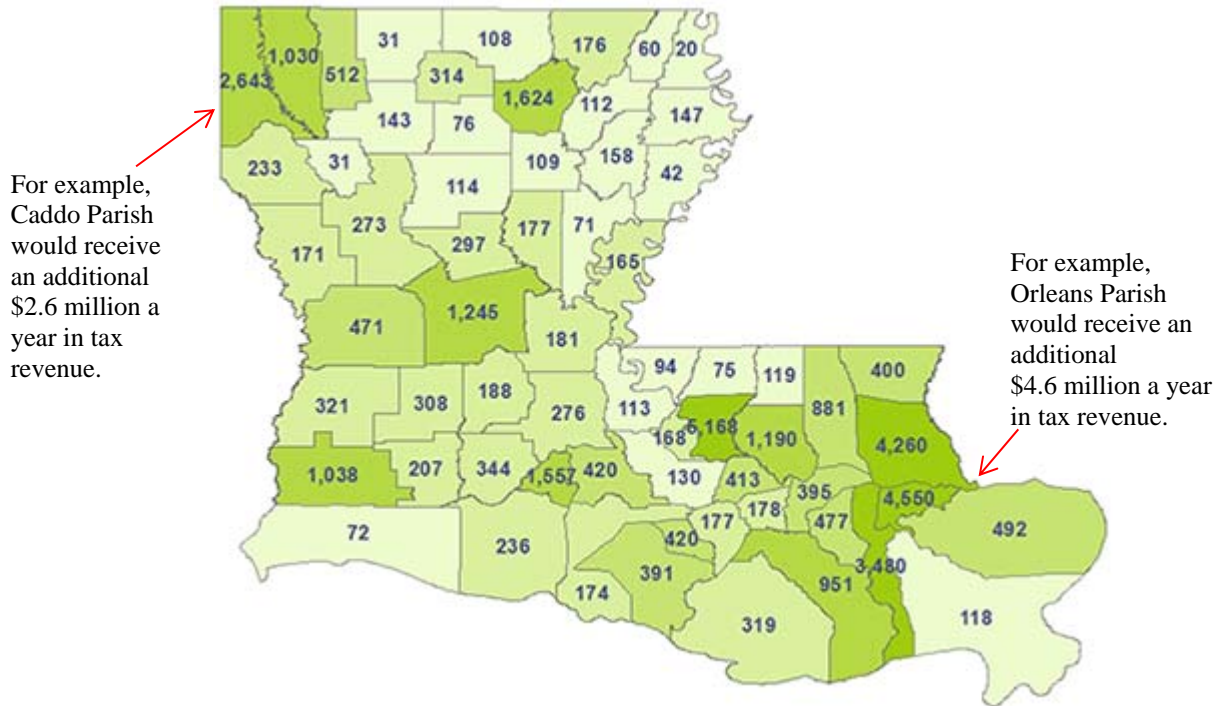 31 108 176 60 20
1,030
2,643 512 314
1,624 112
143 76 147
233 31 109 158 42
114
For example,
Caddo Parish
would receive
an additional
$2.6 million a
year in tax
revenue.
273 177 71
171 297 165
471 1,245 181
For example,
Orleans Parish
would receive an
additional
$4.6 million a year
in tax revenue.
94 75 119 400
321 308 188 276 113 881
168 5,168 1,190 4,260
1,038 207 344 1,557 420 130 413 395 4,550
178 477 492
72 236 420 177
174 391 951 3,480
319 118